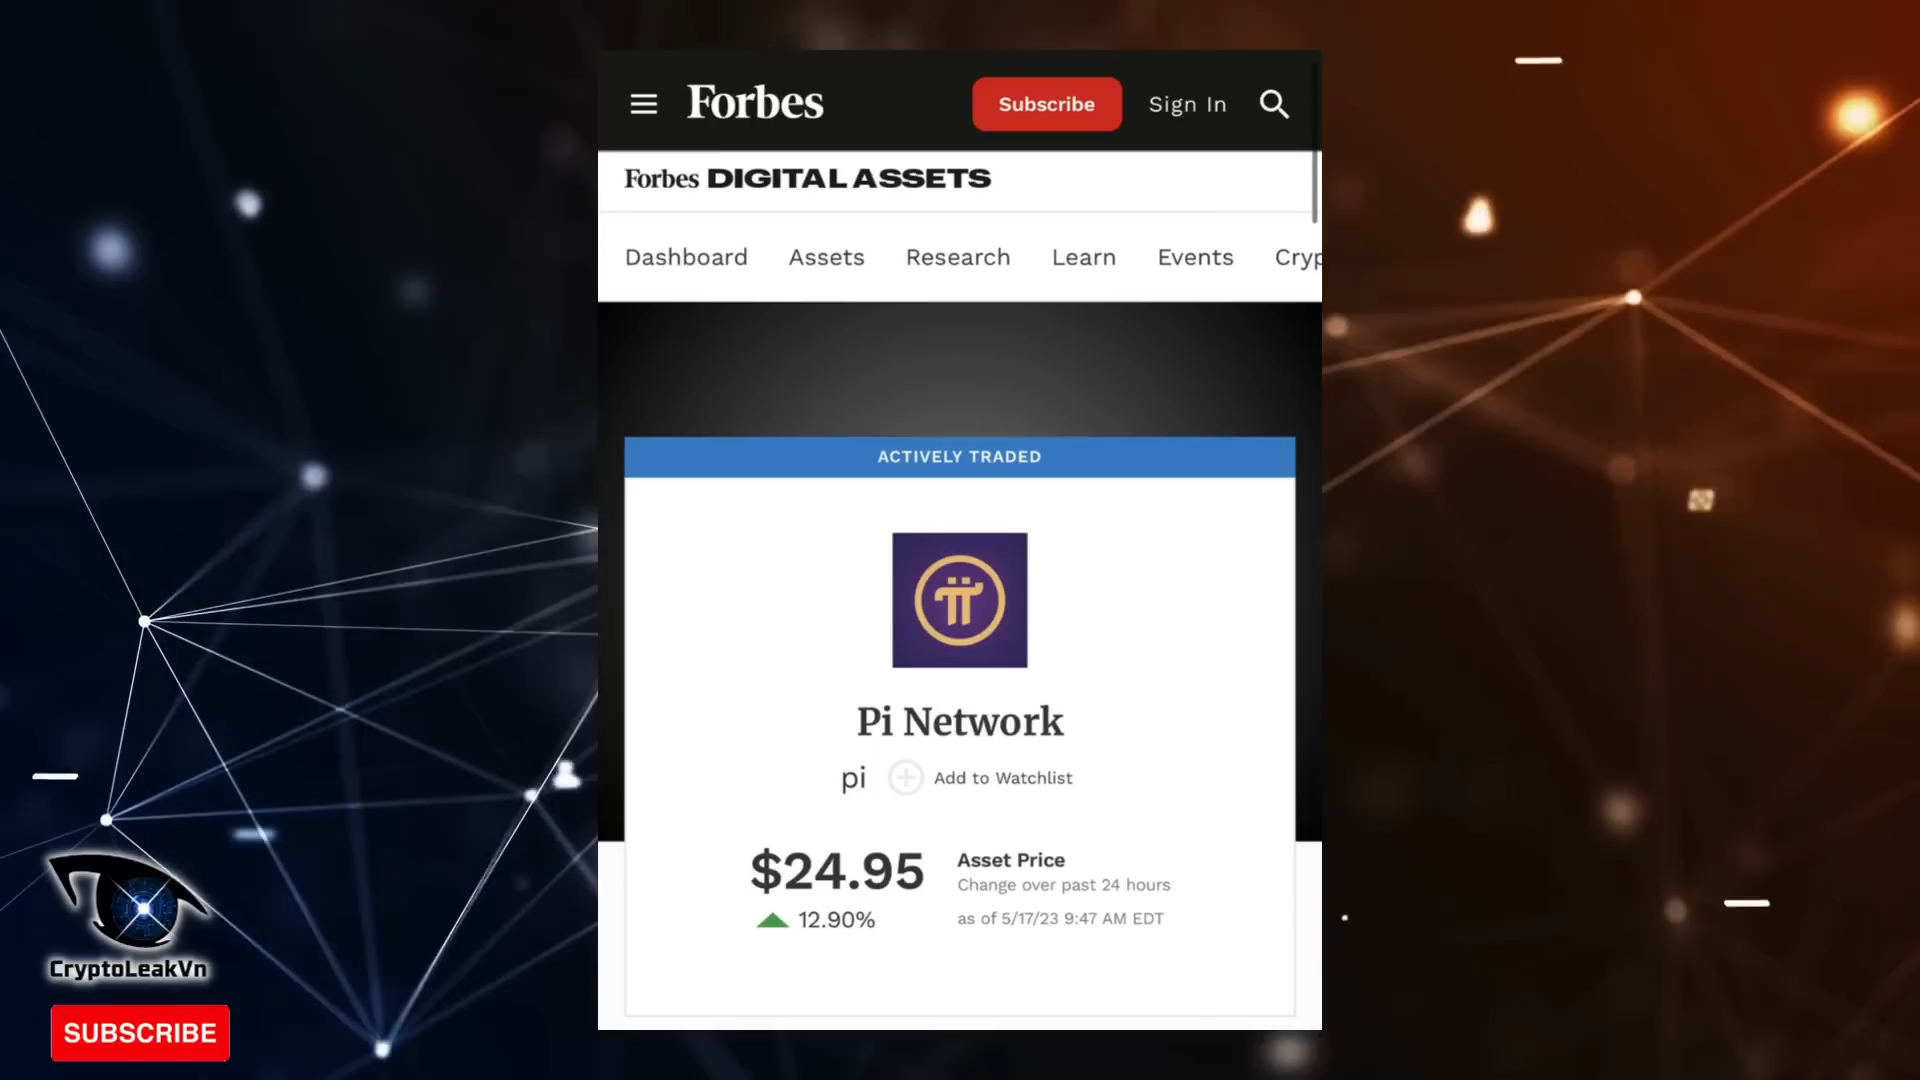 Forbes
Subscribe
Sign In
Forbes DIGITAL ASSETS
Dashboard Assets Research Learn Events Cryp
ACTIVELY TRADED
Pi Network
pi
Add to Watchlist
$24.95
12.90%
Asset Price
Change over past 24 hours
as of 5/17/23 9:47 AM EDT
CryptoLeakVn
SUBSCRIBE